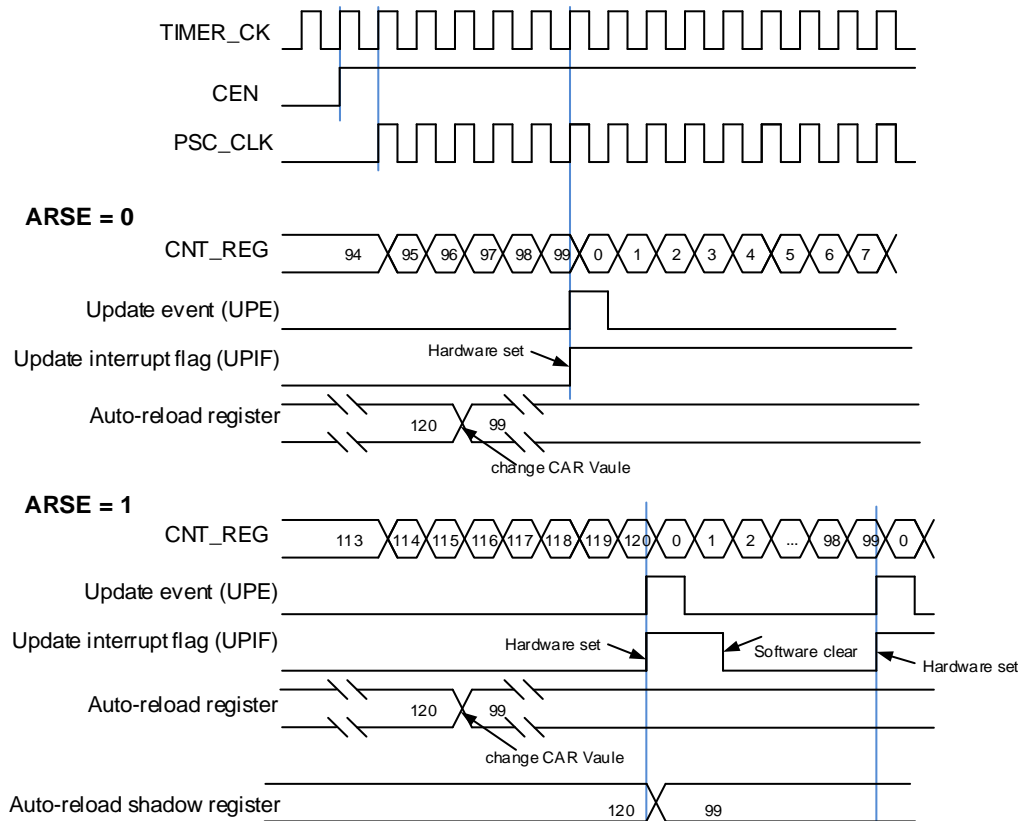 TIMER_CK
CEN
PSC_CLK
ARSE = 0
CNT_REG 94 95 96 97 98 99 0 1 2 3 4 5 6 7
Update event (UPE)
Update interrupt flag (UPIF) Hardware set
Auto-reload register 120 99
change CAR Vaule
ARSE = 1
CNT_REG 113 114 115 116 117 118 119 120 0 1 2 ... 98 99 0
Update event (UPE)
Update interrupt flag (UPIF) Hardware set Software clear Hardware set
Auto-reload register 120 99
change CAR Vaule
Auto-reload shadow register 120 99